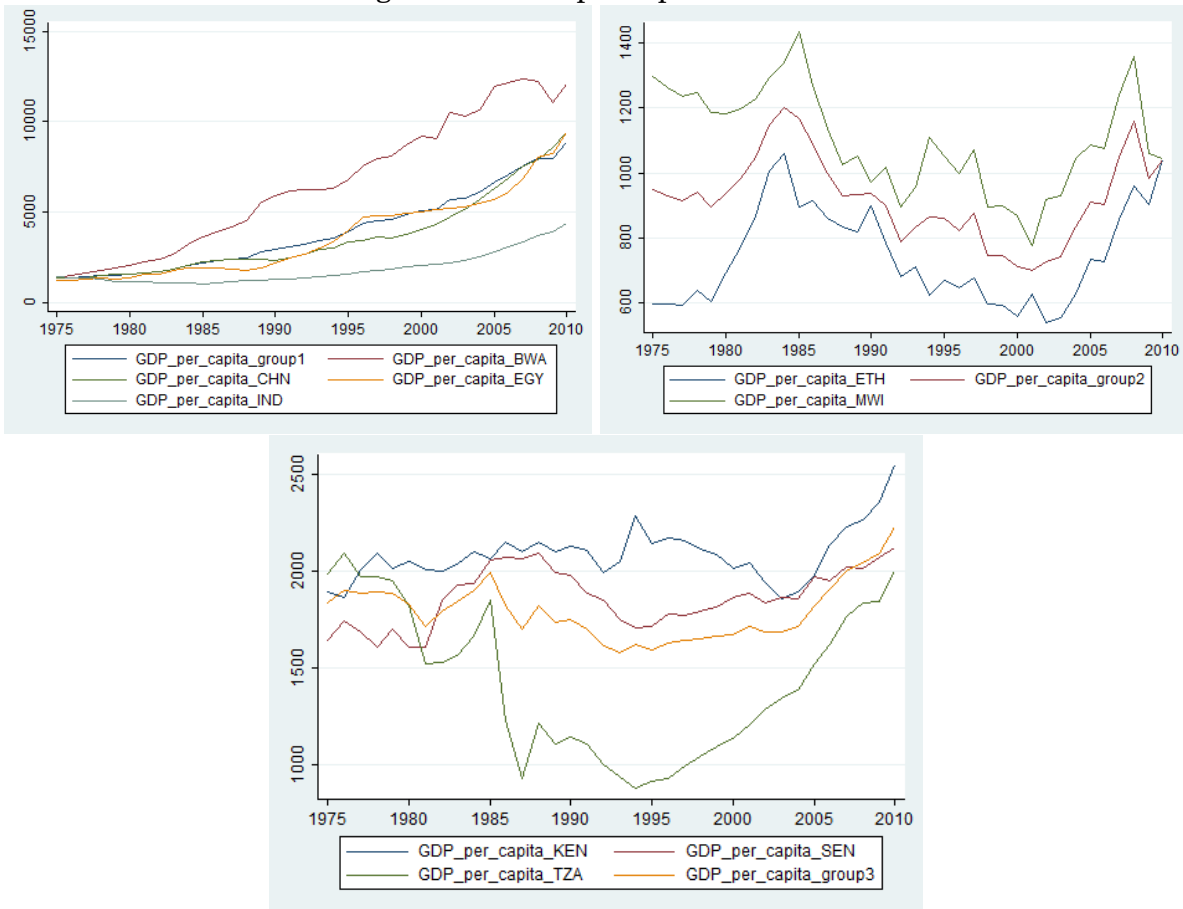 15000
10000
5000
0
1975 1980 1985 1990 1995 2000 2005 2010
GDP_per_capita_group1 GDP_per_capita_BWA
GDP_per_capita_CHN GDP_per_capita_EGY
GDP_per_capita_IND
1400
1200
1000
800
600
1975 1980 1985 1990 1995 2000 2005 2010
GDP_per_capita_ETH GDP_per_capita_group2
GDP_per_capita_MWI
2500
2000
1500
1000
1975 1980 1985 1990 1995 2000 2005 2010
GDP_per_capita_KEN GDP_per_capita_SEN
GDP_per_capita_TZA GDP_per_capita_group3